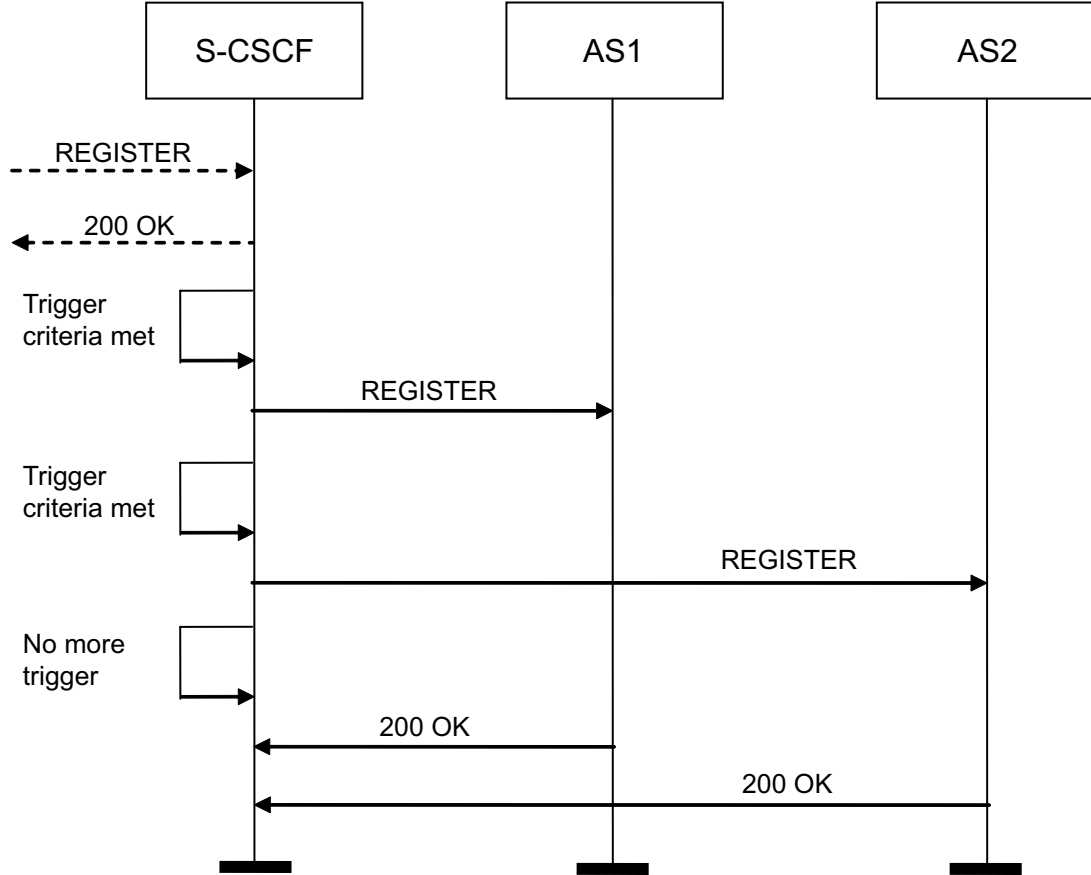 S-CSCF
AS1
AS2
REGISTER
200 OK
Trigger
criteria met
REGISTER
Trigger
criteria met
REGISTER
No more
trigger
200 OK
200 OK